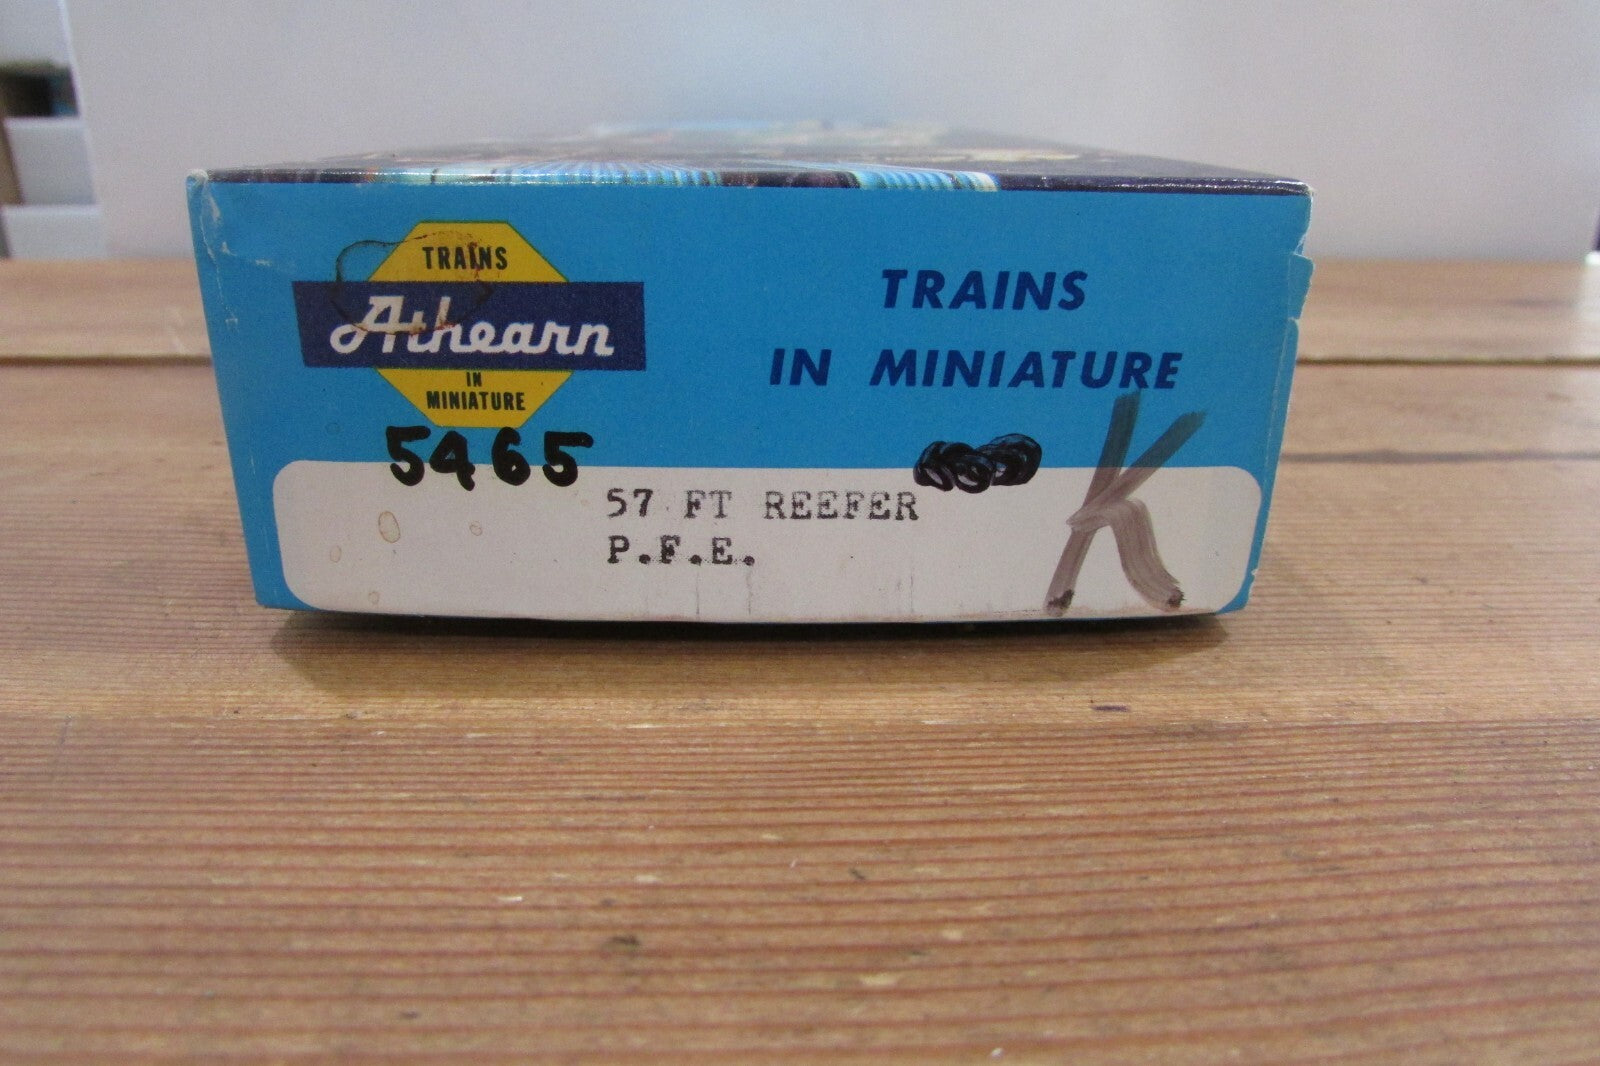 TRAINS
Athearn
IN
MINIATURE
TRAINS
IN MINIATURE
5465
57 FT REEFER
P.F.E.
K